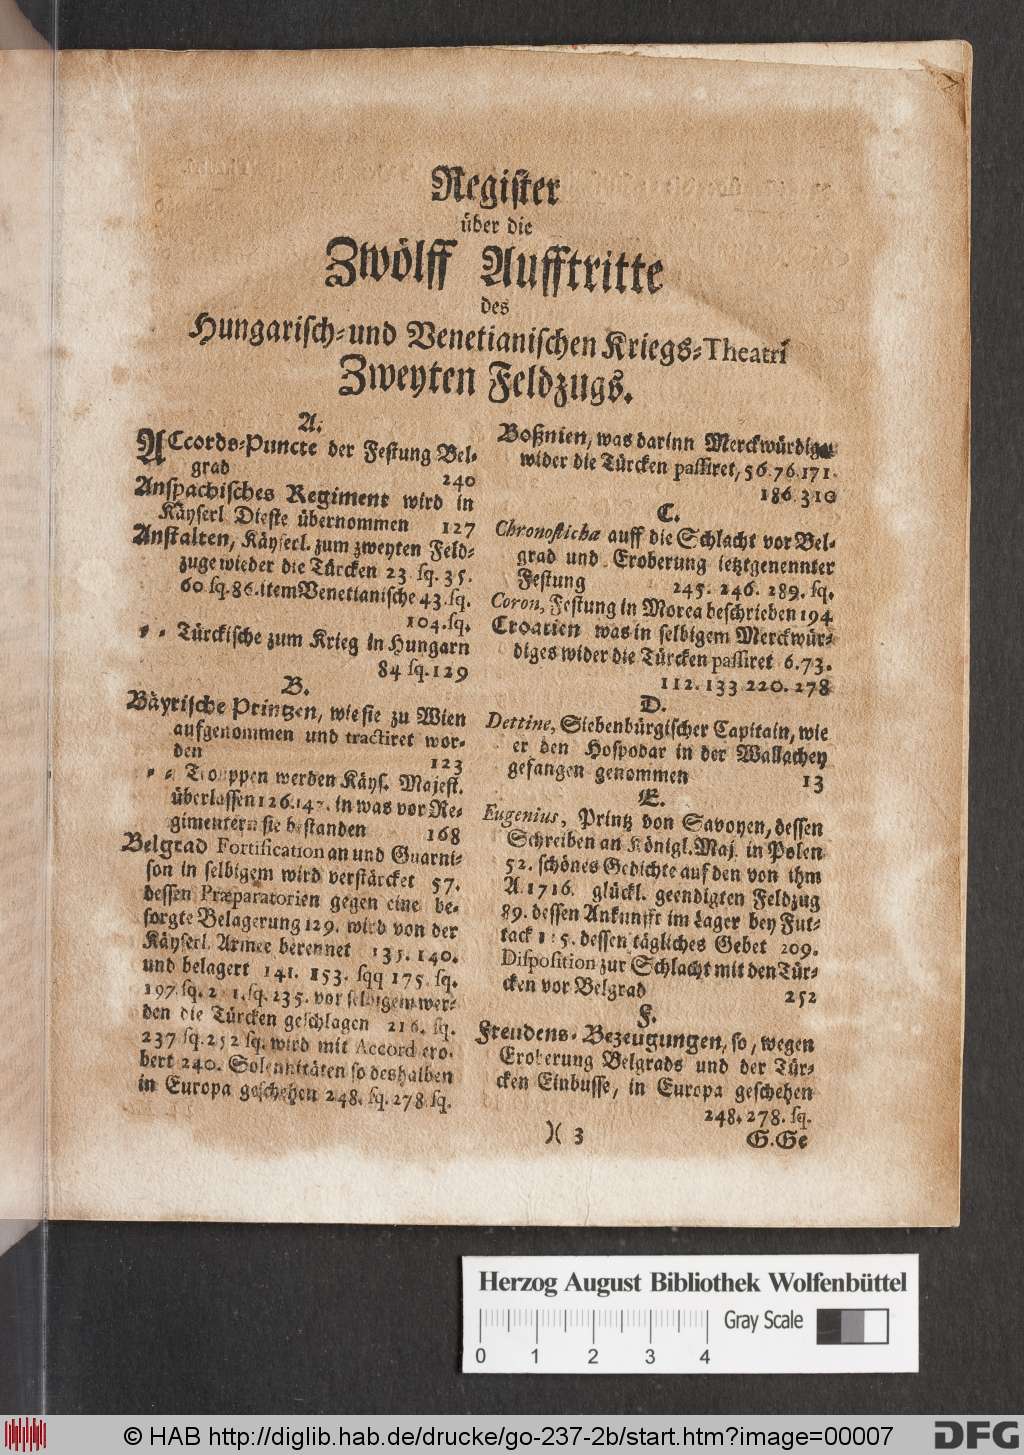 Register
über die
Zwölff Aufftritte
des
Hungarisch-und Venetianischen Kriegs-Theatri
Zweyten Feldzugs.
A.
ACcords-Puncte der Festung Bel-
grad 240
Anspachisches Regiment wird in
Käyserl Dieste übernommen 127
Anstalten, Käyserl. zum zweyten Feld-
zuge wieder die Türcken 23 sq. 35.
60 sq. 86. item Venetianische 43. sq.
104. sq.
- - Türckische zum Krieg in Hungarn
84 sq. 129
B.
Bäyrische Printzen, wie sie zu Wien
aufgenommen und tractiret wor-
den 123
- - Trouppen werden Käys. Majest.
überlassen 126. 147. in was vor Re-
gimentern sie bestanden 168
Belgrad Fortification an und Guarni-
son in selbigem wird verstärcket 57.
dessen Præparatorien gegen eine be-
sorgte Belagerung 129. wird von der
Käyserl. Armee berennet 135. 140.
und belagert 141. 153. sqq 175. sq.
197. sq. sq. 235. vor selbigem wer-
den die Türcken geschlagen 216. sq.
237 sq. 252 sq. wird mit Accord ero-
bert 240. Solennitäten so deshalben
in Europa geschehen 248. sq. 278. sq.
Boßnien, was darinn Merckwürdiges
wider die Türcken passiret, 56. 76. 171.
186. 310
C.
Chronosticha auff die Schlacht vor Bel-
grad und Eroberung letztgenennter
Festung 245. 246. 289. sq.
Coron, Festung in Morea beschrieben 194
Croatien was in selbigem Merckwür-
diges wider die Türcken passiret 6. 73.
112. 133 220. 278
D.
Dettine, Siebenbürgischer Capitain, wie
er den Hospodar in der Wallachey
gefangen genommen 13
E.
Eugenius, Printz von Savoyen, dessen
Schreiben an Königl. Maj. in Polen
52. schönes Gedichte auf den von ihm
A. 1716. glückl. geendigten Feldzug
89. dessen Ankunfft im Lager bey Fut-
tack dessen tägliches Gebet 209.
Disposition zur Schlacht mit den Tür-
cken vor Belgrad 252
F.
Freudens-Bezeugungen, so, wegen
Eroberung Belgrads und der Tür-
cken Einbusse, in Europa geschehen
248. 278. sq.
)( 3 G. Ge
Herzog August Bibliothek Wolfenbüttel
Gray Scale
0 1 2 3 4
© HAB http://diglib.hab.de/drucke/go-237-2b/start.htm?image=00007
DFG